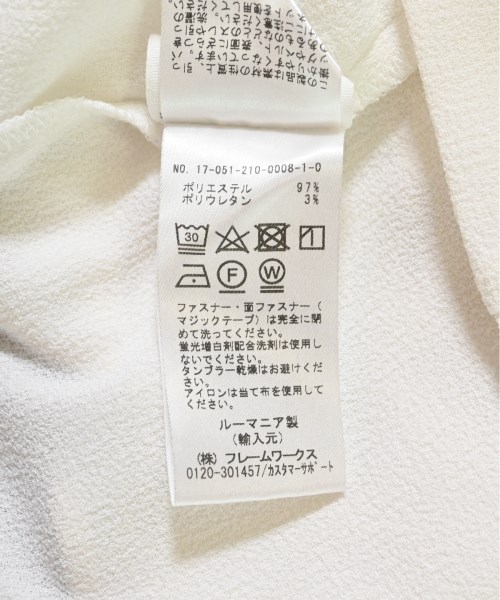 NO. 17-051-210-0008-1-0
ポリエステル 97%
ポリウレタン 3%
30
F W
ファスナー・面ファスナー(
マジックテープ)は完全に閉
めて洗ってください。
蛍光増白剤配合洗剤は使用し
ないでください。
タンブラー乾燥はお避けくだ
さい。
アイロンは当て布を使用して
ください。
ルーマニア製
(輸入元)
(株) フレームワークス
0120-301457/カスタマーサポート